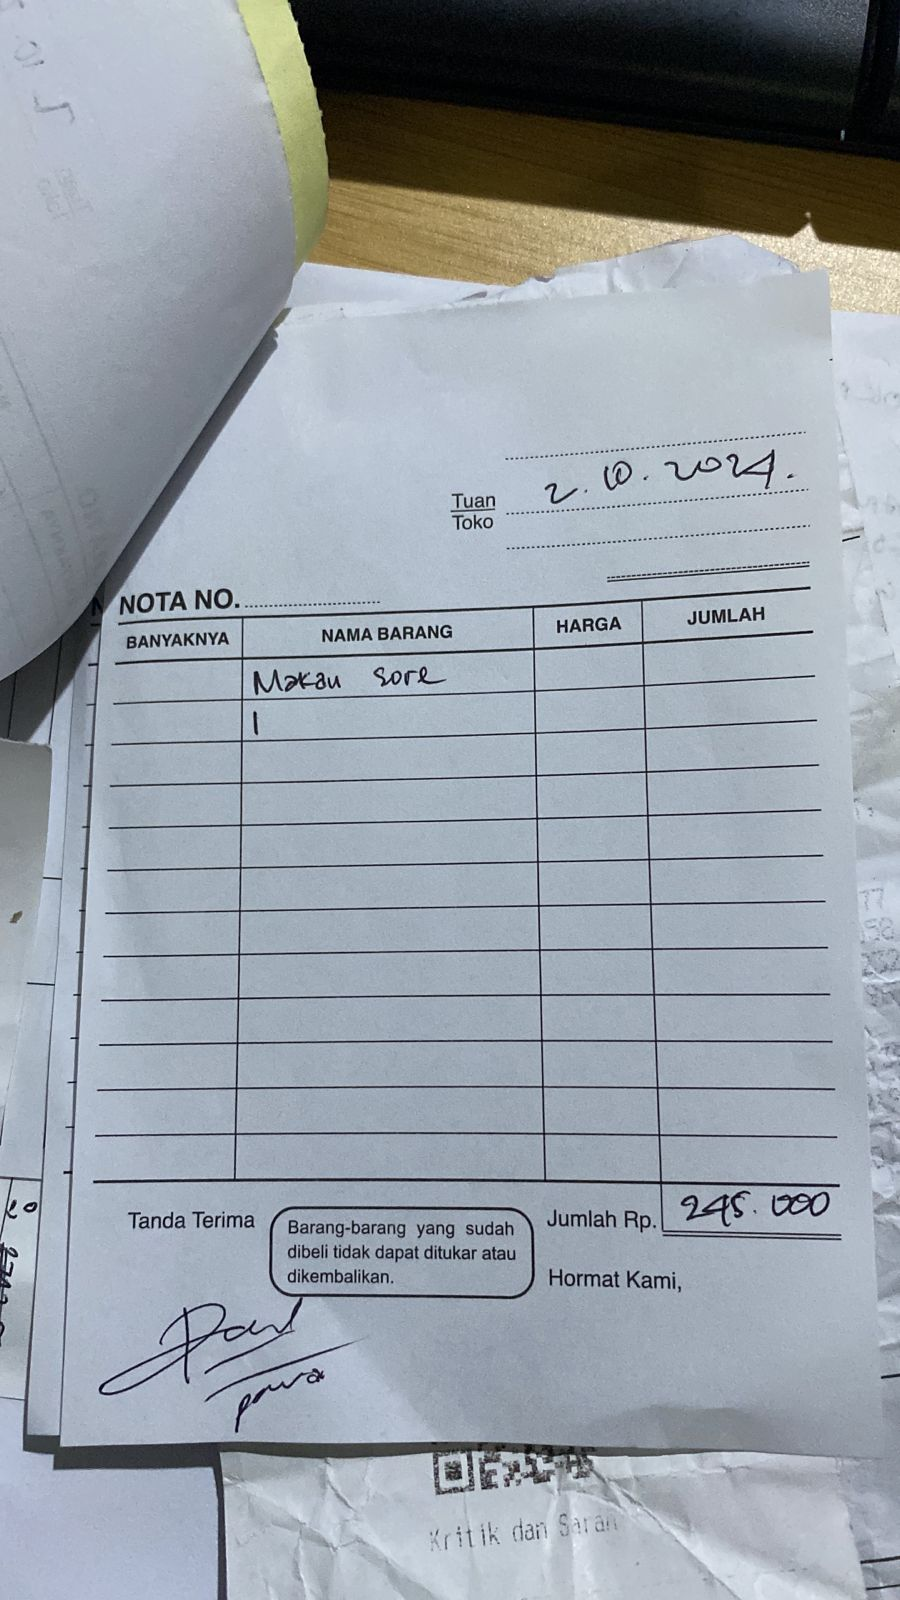 2.10.2024.
Tuan
Toko
NOTA NO.
BANYAKNYA NAMA BARANG HARGA JUMLAH
Makan sore
1
Jumlah Rp. 245.000
Tanda Terima
Barang-barang yang sudah
dibeli tidak dapat ditukar atau
dikembalikan.
Hormat Kami,
Kritik dan Saran